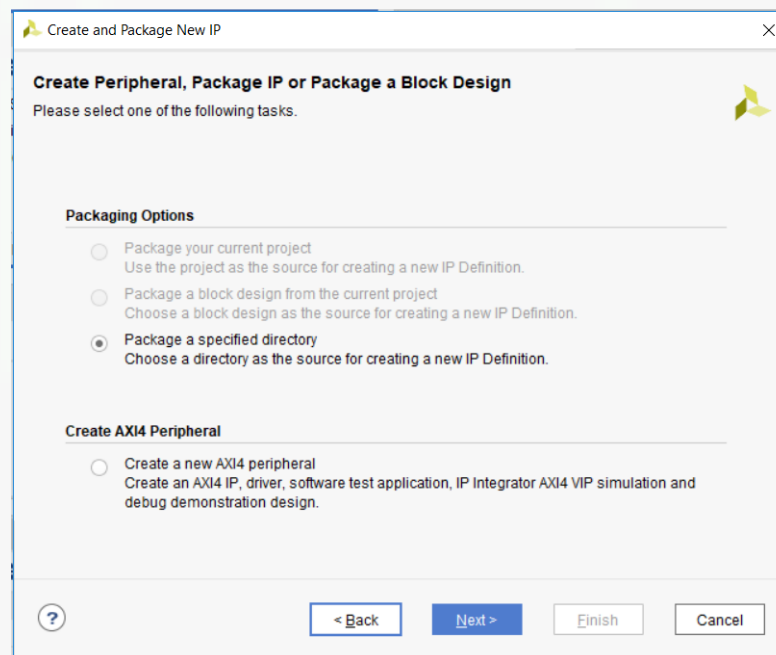 Create and Package New IP
Create Peripheral, Package IP or Package a Block Design
Please select one of the following tasks.
Packaging Options
Package your current project
Use the project as the source for creating a new IP Definition.
Package a block design from the current project
Choose a block design as the source for creating a new IP Definition.
Package a specified directory
Choose a directory as the source for creating a new IP Definition.
Create AXI4 Peripheral
Create a new AXI4 peripheral
Create an AXI4 IP, driver, software test application, IP Integrator AXI4 VIP simulation and
debug demonstration design.
? < Back Next > Finish Cancel